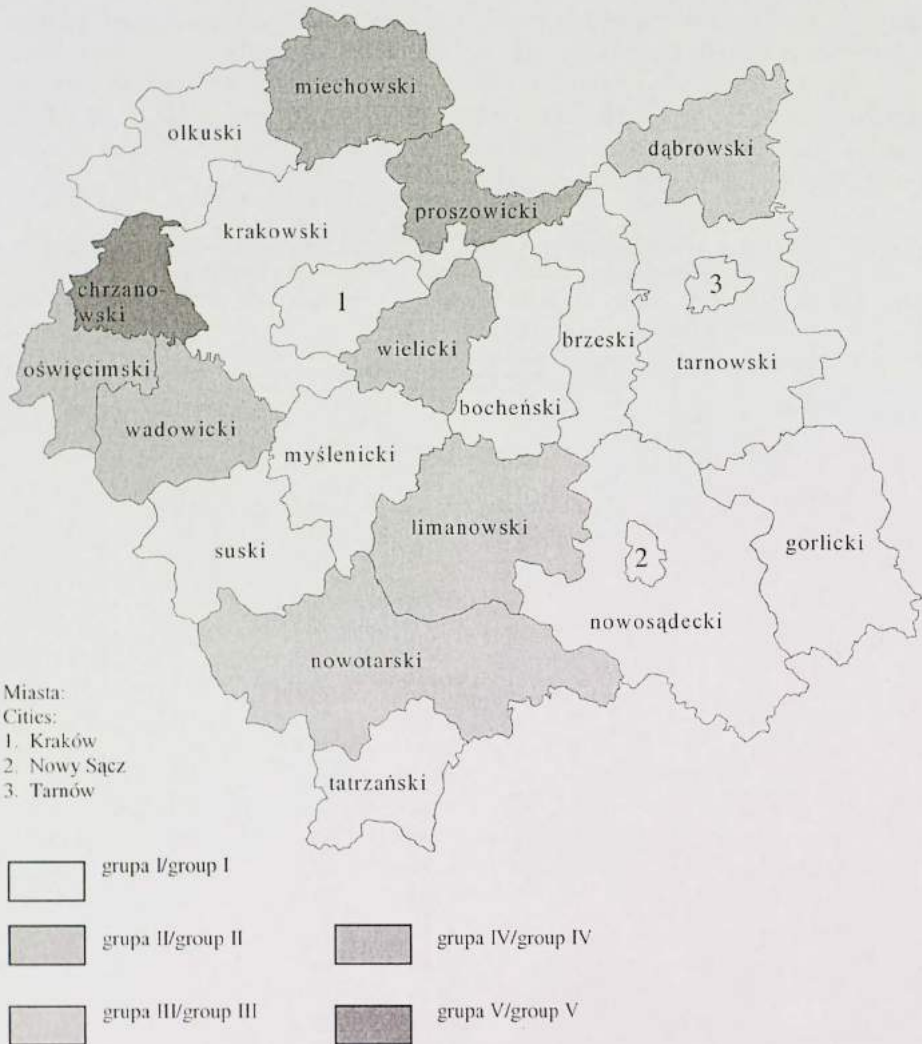 miechowski
olkuski
dąbrowski
proszowicki
krakowski
chrzano-
wski
1
3
wielicki
brzeski
tarnowski
oświęcimski
bocheński
wadowicki
myślenicki
limanowski
suski
2
gorlicki
nowosądecki
nowotarski
tatrzański
Miasta:
Cities:
1. Kraków
2. Nowy Sącz
3. Tarnów
grupa I/group I
grupa II/group II
grupa IV/group IV
grupa III/group III
grupa V/group V